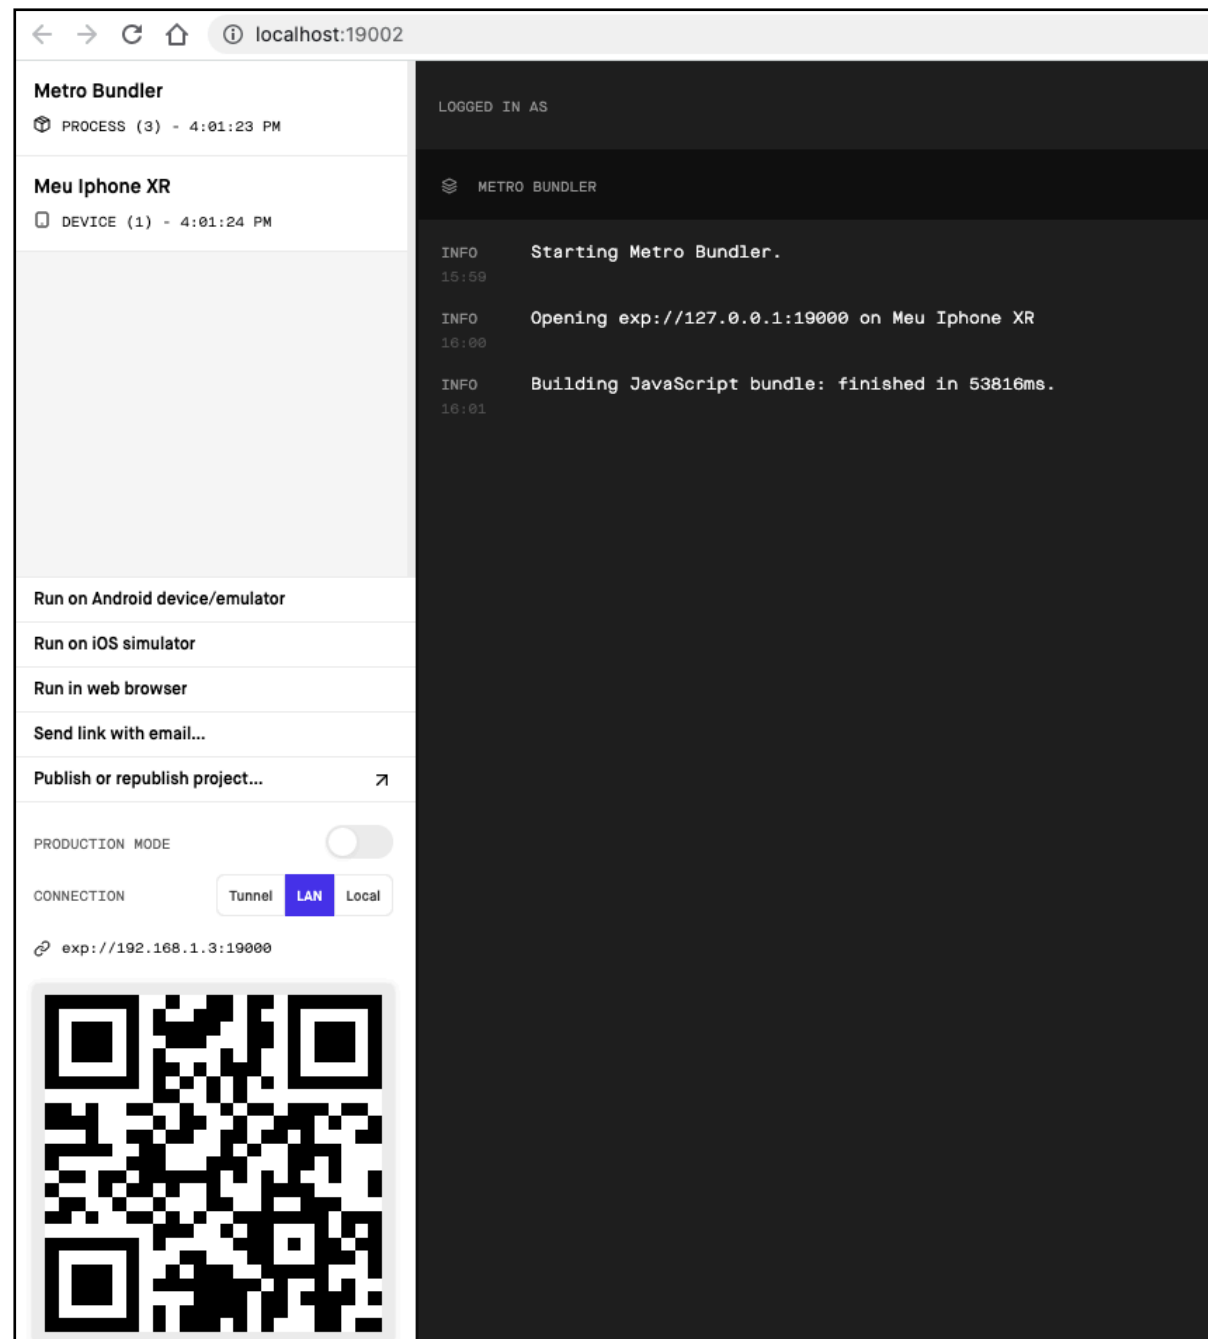 localhost:19002
Metro Bundler
PROCESS (3) - 4:01:23 PM
Meu Iphone XR
DEVICE (1) - 4:01:24 PM
Run on Android device/emulator
Run on iOS simulator
Run in web browser
Send link with email...
Publish or republish project...
PRODUCTION MODE
CONNECTION Tunnel LAN Local
exp://192.168.1.3:19000
LOGGED IN AS
METRO BUNDLER
INFO Starting Metro Bundler.
15:59
INFO Opening exp://127.0.0.1:19000 on Meu Iphone XR
16:00
INFO Building JavaScript bundle: finished in 53816ms.
16:01